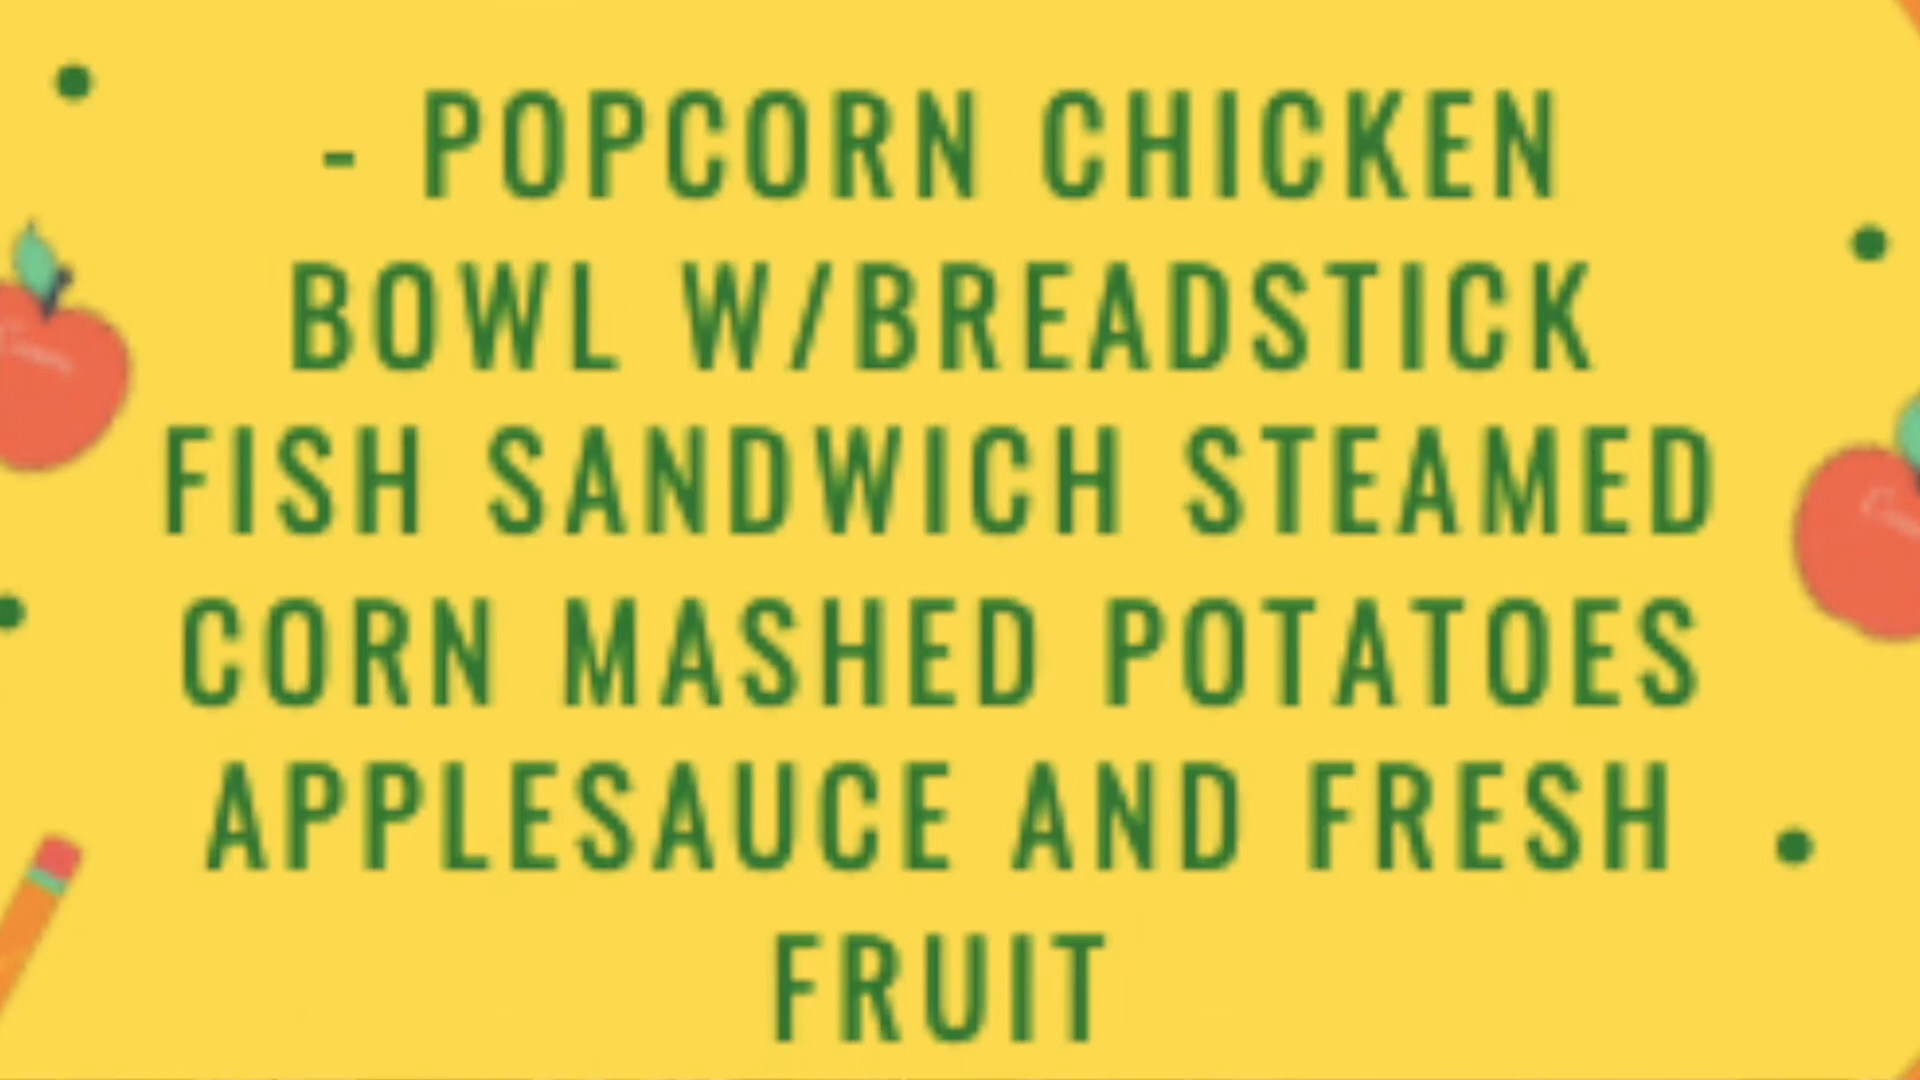 - POPCORN CHICKEN
BOWL W/BREADSTICK
FISH SANDWICH STEAMED
CORN MASHED POTATOES
APPLESAUCE AND FRESH
FRUIT